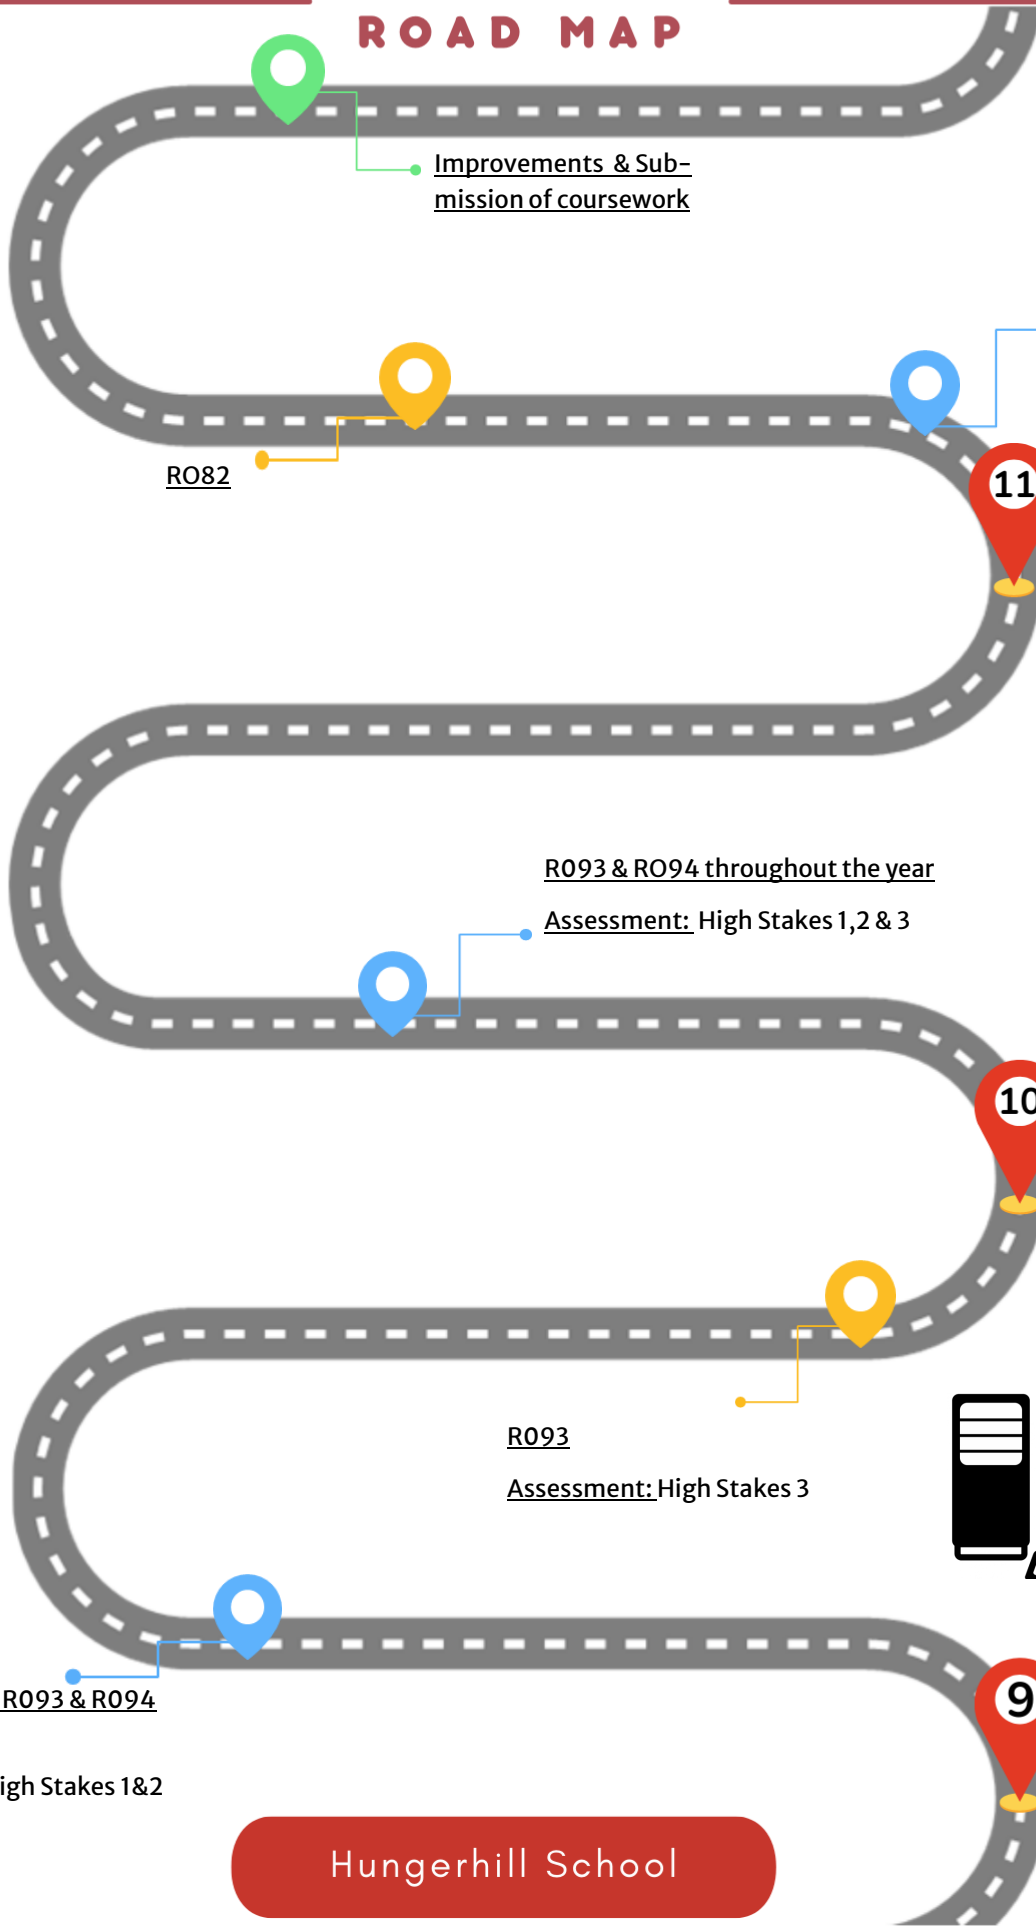 ROAD MAP
Improvements & Sub-
mission of coursework
RO82
11
R093 & RO94 throughout the year
Assessment: High Stakes 1,2 & 3
10
R093
Assessment: High Stakes 3
9
R093 & R094
igh Stakes 1&2
Hungerhill School